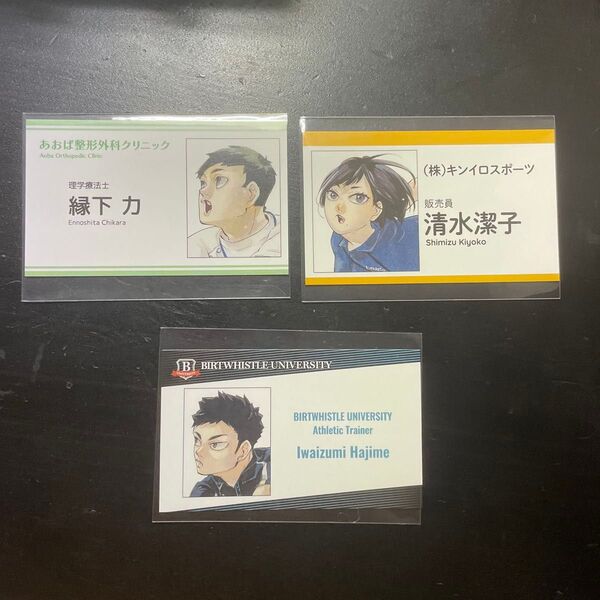 あおば整形外科クリニック
Aoba Orthopedic Clinic
理学療法士
縁下 力
Ennoshita Chikara
(株)キンイロスポーツ
販売員
清水潔子
Shimizu Kiyoko
B
UNIVERSITY
BIRTWHISTLE UNIVERSITY
BIRTWHISTLE UNIVERSITY
Athletic Trainer
Iwaizumi Hajime